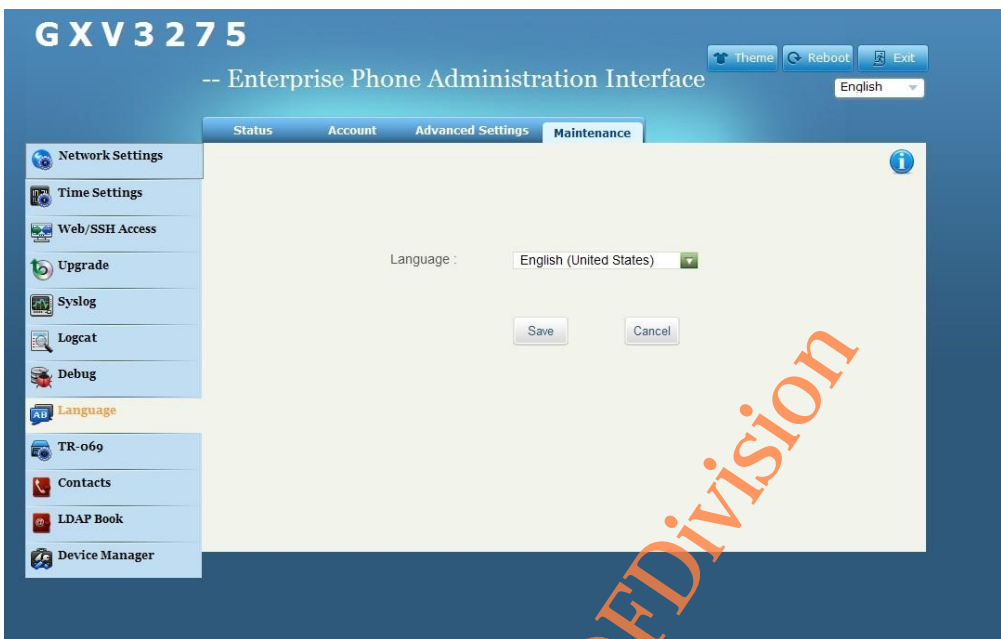 GXV3275
-- Enterprise Phone Administration Interface
Theme
Reboot
Exit
English
Status
Account
Advanced Settings
Maintenance
Network Settings
Time Settings
Web/SSH Access
Upgrade
Syslog
Logcat
Debug
Language
TR-069
Contacts
LDAP Book
Device Manager
Language :
English (United States)
Save
Cancel
Division